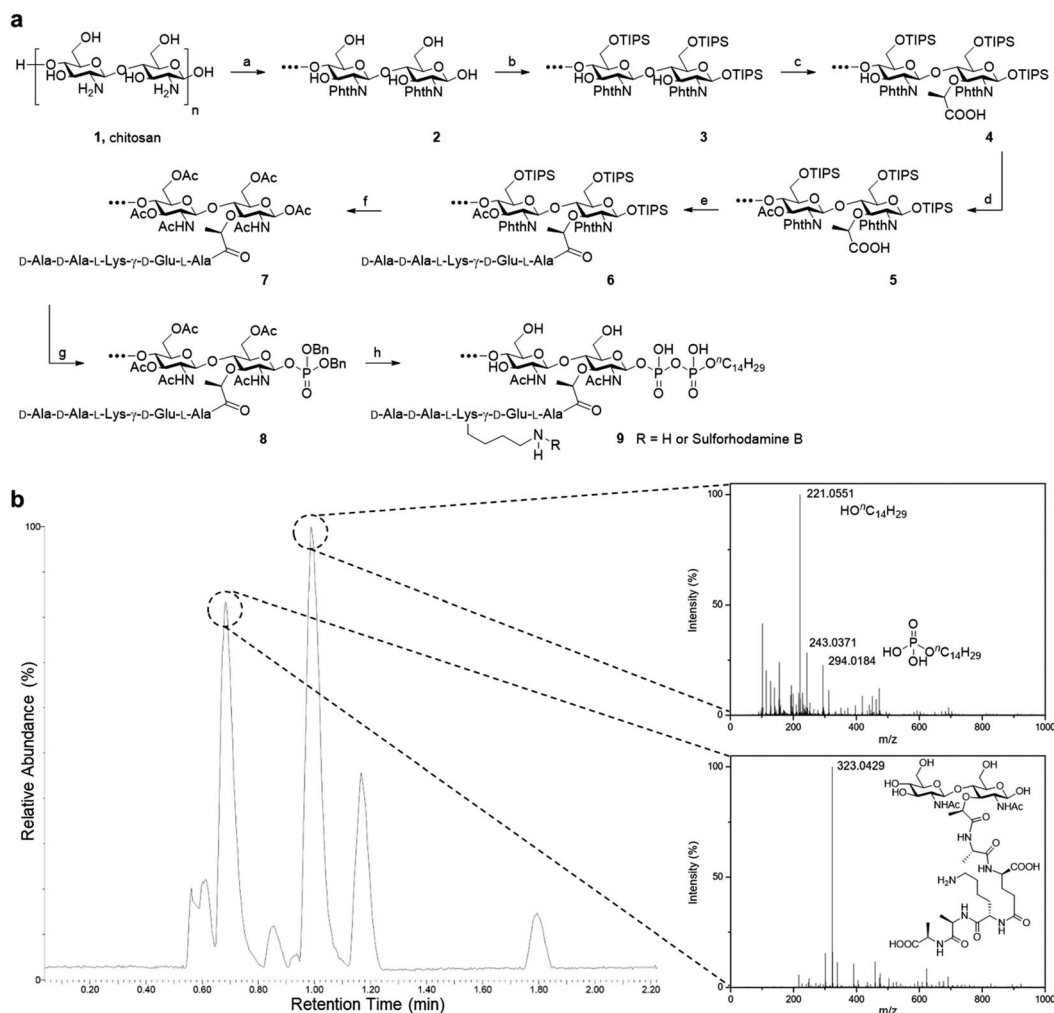 a
OH
OH
H
O
HO
O
O
HO
O
OH
H₂N
H₂N
n
1, chitosan
a
OH
OH
•••O
HO
O
O
HO
O
OH
PhthN
PhthN
2
b
OTIPS
OTIPS
•••O
HO
O
O
HO
O
OTIPS
PhthN
PhthN
3
c
OTIPS
OTIPS
•••O
HO
O
O
O
O
OTIPS
PhthN
PhthN
COOH
4
d
OTIPS
OTIPS
•••O
AcO
O
O
O
O
OTIPS
PhthN
PhthN
COOH
5
e
OTIPS
OTIPS
•••O
AcO
O
O
O
O
OTIPS
PhthN
PhthN
O
D-Ala-D-Ala-L-Lys-γ-D-Glu-L-Ala
6
f
OAc
OAc
•••O
AcO
O
O
O
O
OAc
AcHN
AcHN
O
D-Ala-D-Ala-L-Lys-γ-D-Glu-L-Ala
7
g
OAc
OAc
•••O
AcO
O
O
O
O
O
OBn
P
OBn
O
AcHN
AcHN
O
D-Ala-D-Ala-L-Lys-γ-D-Glu-L-Ala
8
h
OH
OH
•••O
HO
O
O
O
O
O
OH
OH
P
O
P
OⁿC₁₄H₂₉
O
O
AcHN
AcHN
O
D-Ala-D-Ala-L-Lys-γ-D-Glu-L-Ala
N
H
R
9 R = H or Sulforhodamine B
b
Relative Abundance (%)
100
0
0.20 0.40 0.60 0.80 1.00 1.20 1.40 1.60 1.80 2.00 2.20
Retention Time (min)
Intensity (%)
100
50
0
221.0551
HOⁿC₁₄H₂₉
243.0371
294.0184
O
HO
P
OⁿC₁₄H₂₉
OH
0 200 400 600 800 1000
m/z
Intensity (%)
100
50
0
323.0429
OH
OH
HO
HO
O
O
O
O
OH
NHAc
NHAc
O
HN
O
HN
COOH
H₂N
HOOC
N
H
O
H
N
O
N
H
O
0 200 400 600 800 1000
m/z